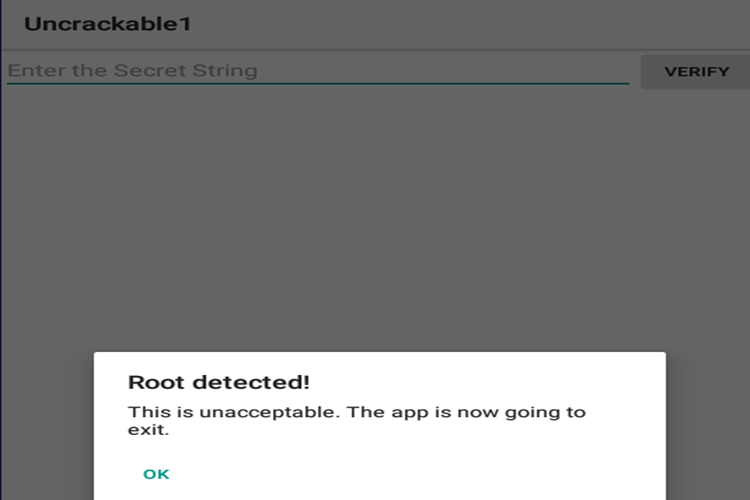 Uncrackable1
Enter the Secret String
VERIFY
Root detected!
This is unacceptable. The app is now going to
exit.
OK